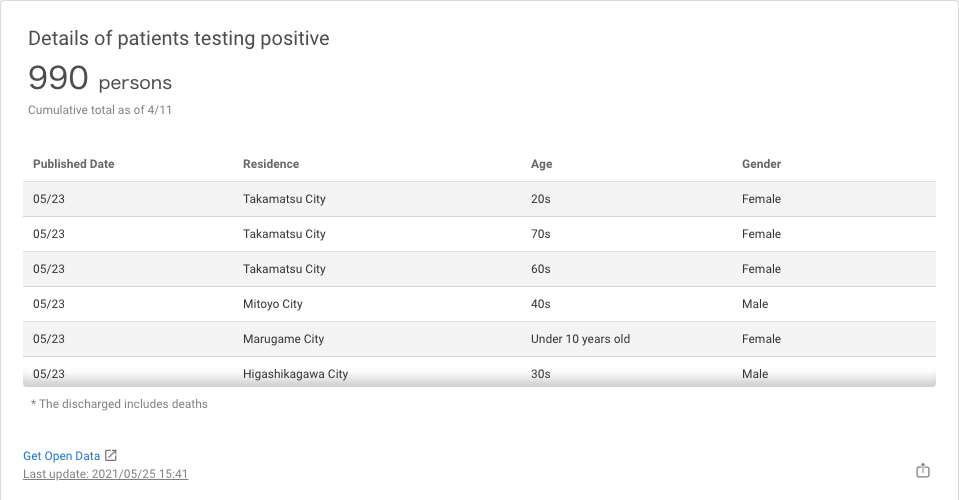 Details of patients testing positive
990 persons
Cumulative total as of 4/11
Published Date Residence Age Gender
05/23 Takamatsu City 20s Female
05/23 Takamatsu City 70s Female
05/23 Takamatsu City 60s Female
05/23 Mitoyo City 40s Male
05/23 Marugame City Under 10 years old Female
05/23 Higashikagawa City 30s Male
* The discharged includes deaths
Get Open Data
Last update: 2021/05/25 15:41